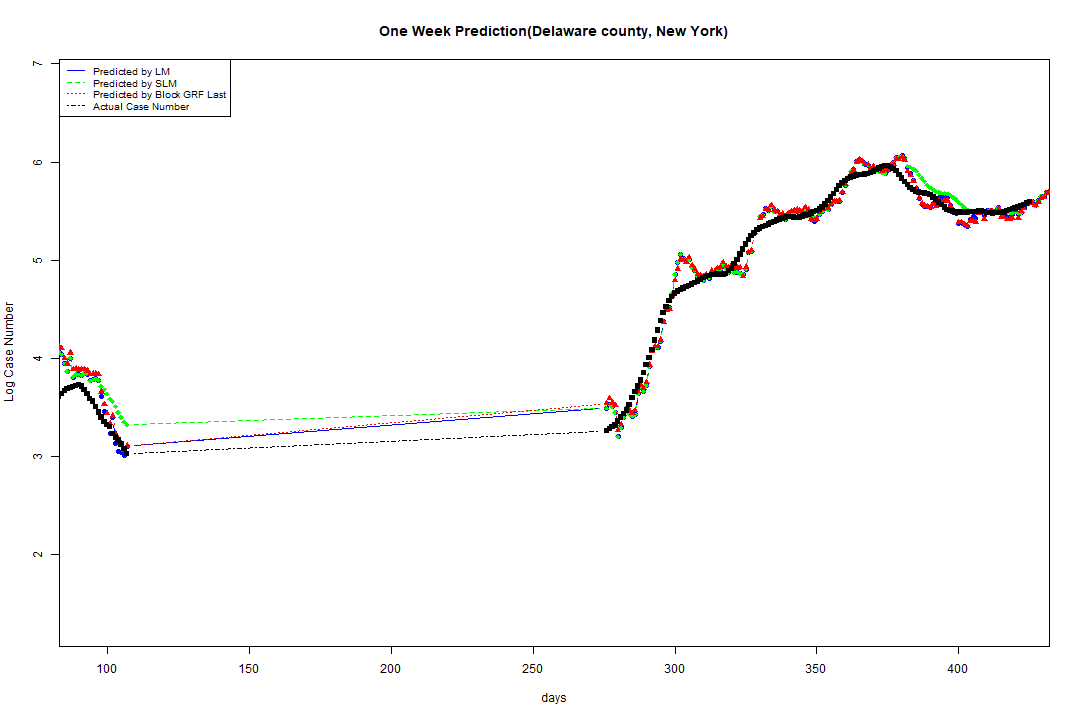 One Week Prediction(Delaware county, New York)
Predicted by LM
Predicted by SLM
Predicted by Block GRF Last
Actual Case Number
7
6
5
4
3
2
Log Case Number
100 150 200 250 300 350 400
days